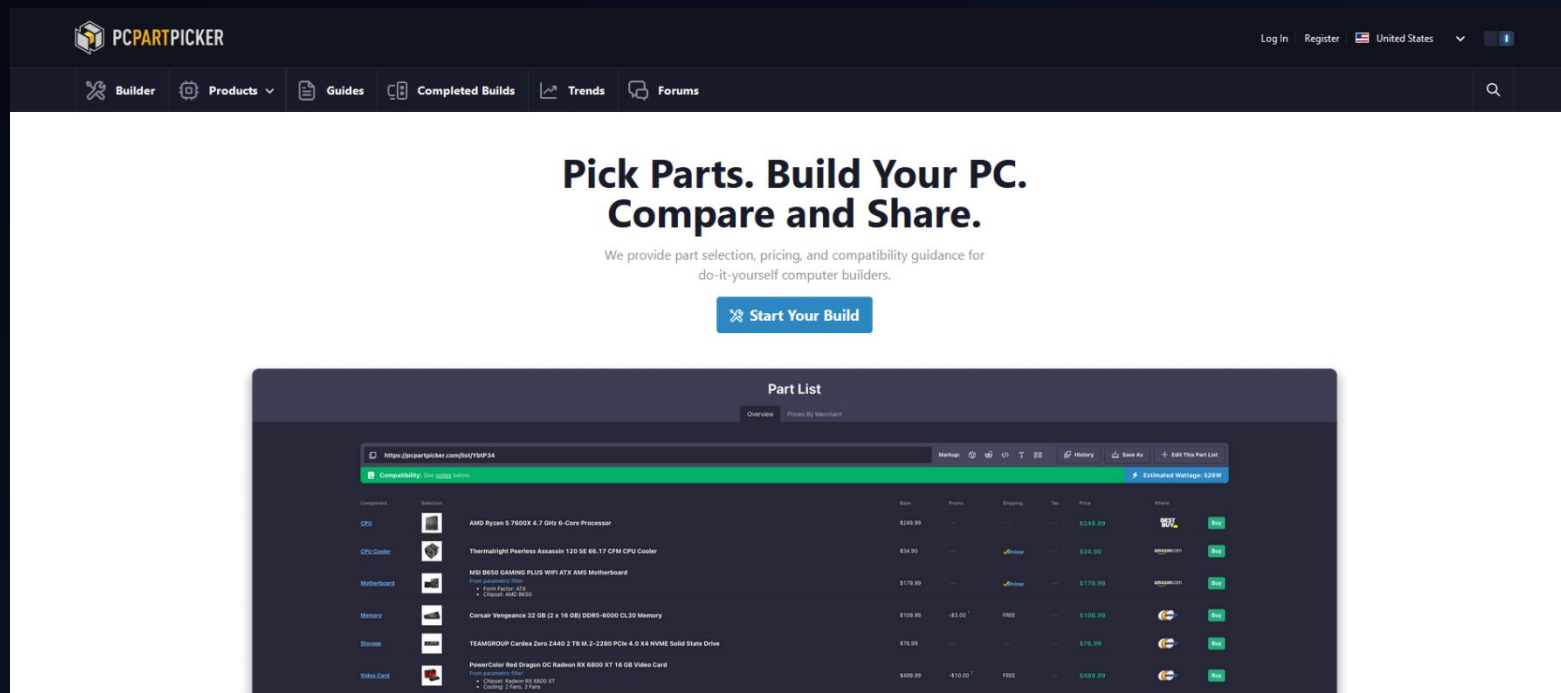 PCPARTPICKER
Log In Register United States
Builder Products Guides Completed Builds Trends Forums
Pick Parts. Build Your PC.
Compare and Share.
We provide part selection, pricing, and compatibility guidance for
do-it-yourself computer builders.
Start Your Build
Part List
Overview Prices By Merchant
https://pcpartpicker.com/list/YbtP34 Markup: History Save As + Edit This Part List
Compatibility: See notes below. Estimated Wattage: 526W
Component Selection Base Promo Shipping Tax Price Where
CPU AMD Ryzen 5 7600X 4.7 GHz 6-Core Processor $249.99 — — — $249.99 BEST BUY Buy
CPU Cooler Thermalright Peerless Assassin 120 SE 66.17 CFM CPU Cooler $34.90 — Prime — $34.90 amazon.com Buy
MSI B650 GAMING PLUS WIFI ATX AM5 Motherboard
Motherboard From parametric filter: $179.99 — Prime — $179.99 amazon.com Buy
• Form Factor: ATX
• Chipset: AMD B650
Memory Corsair Vengeance 32 GB (2 x 16 GB) DDR5-6000 CL30 Memory $109.99 -$3.00 FREE — $106.99 Buy
Storage TEAMGROUP Cardea Zero Z440 2 TB M.2-2280 PCIe 4.0 X4 NVME Solid State Drive $76.99 — — — $76.99 Buy
PowerColor Red Dragon OC Radeon RX 6800 XT 16 GB Video Card
Video Card From parametric filter: $499.99 -$10.00 FREE — $489.99 Buy
• Chipset: Radeon RX 6800 XT
• Cooling: 2 Fans, 3 Fans